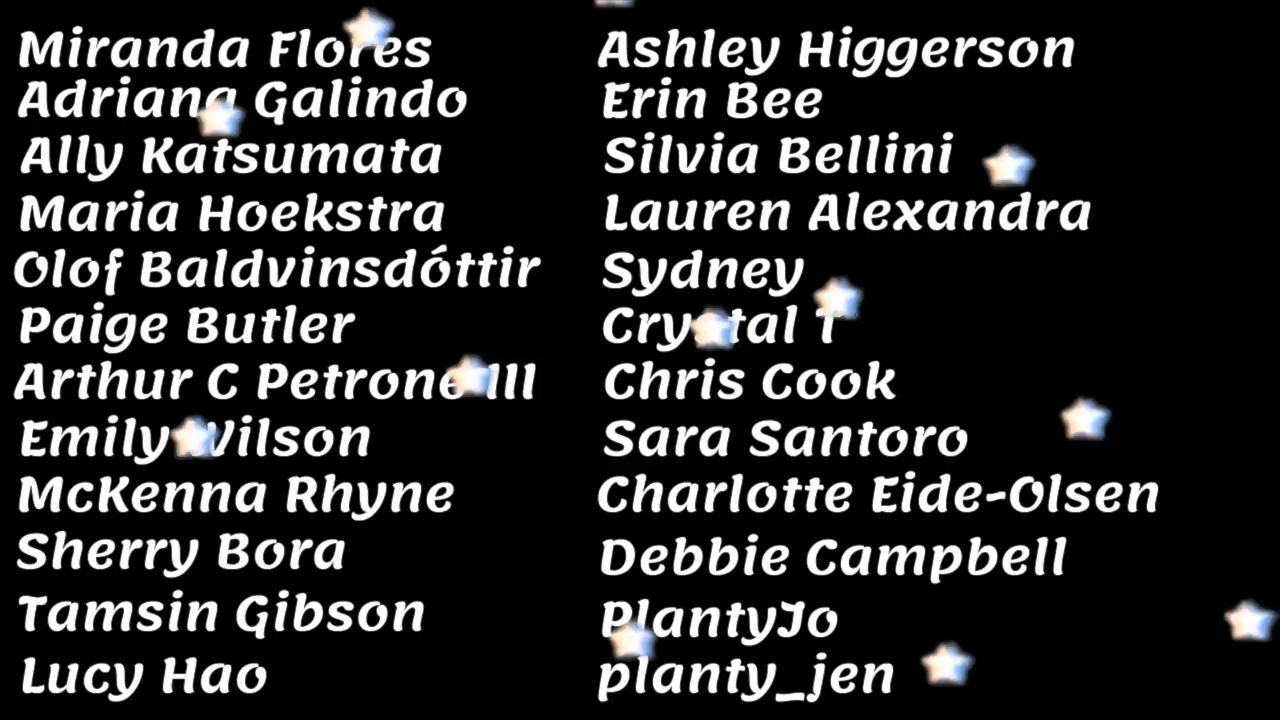 Miranda Flores
Adriana Galindo
Ally Katsumata
Maria Hoekstra
Olof Baldvinsdóttir
Paige Butler
Arthur C Petrone III
Emily Wilson
McKenna Rhyne
Sherry Bora
Tamsin Gibson
Lucy Hao
Ashley Higgerson
Erin Bee
Silvia Bellini
Lauren Alexandra
Sydney
Crystal T
Chris Cook
Sara Santoro
Charlotte Eide-Olsen
Debbie Campbell
PlantyJo
planty_jen